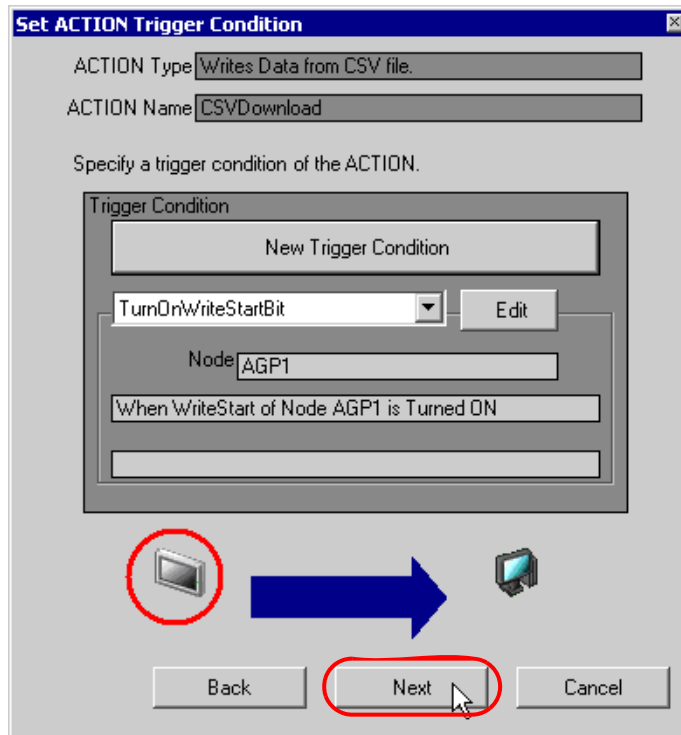 Set ACTION Trigger Condition
ACTION Type Writes Data from CSV file.
ACTION Name CSVDownload
Specify a trigger condition of the ACTION.
Trigger Condition
New Trigger Condition
TurnOnWriteStartBit Edit
Node AGP1
When WriteStart of Node AGP1 is Turned ON
Back Next Cancel